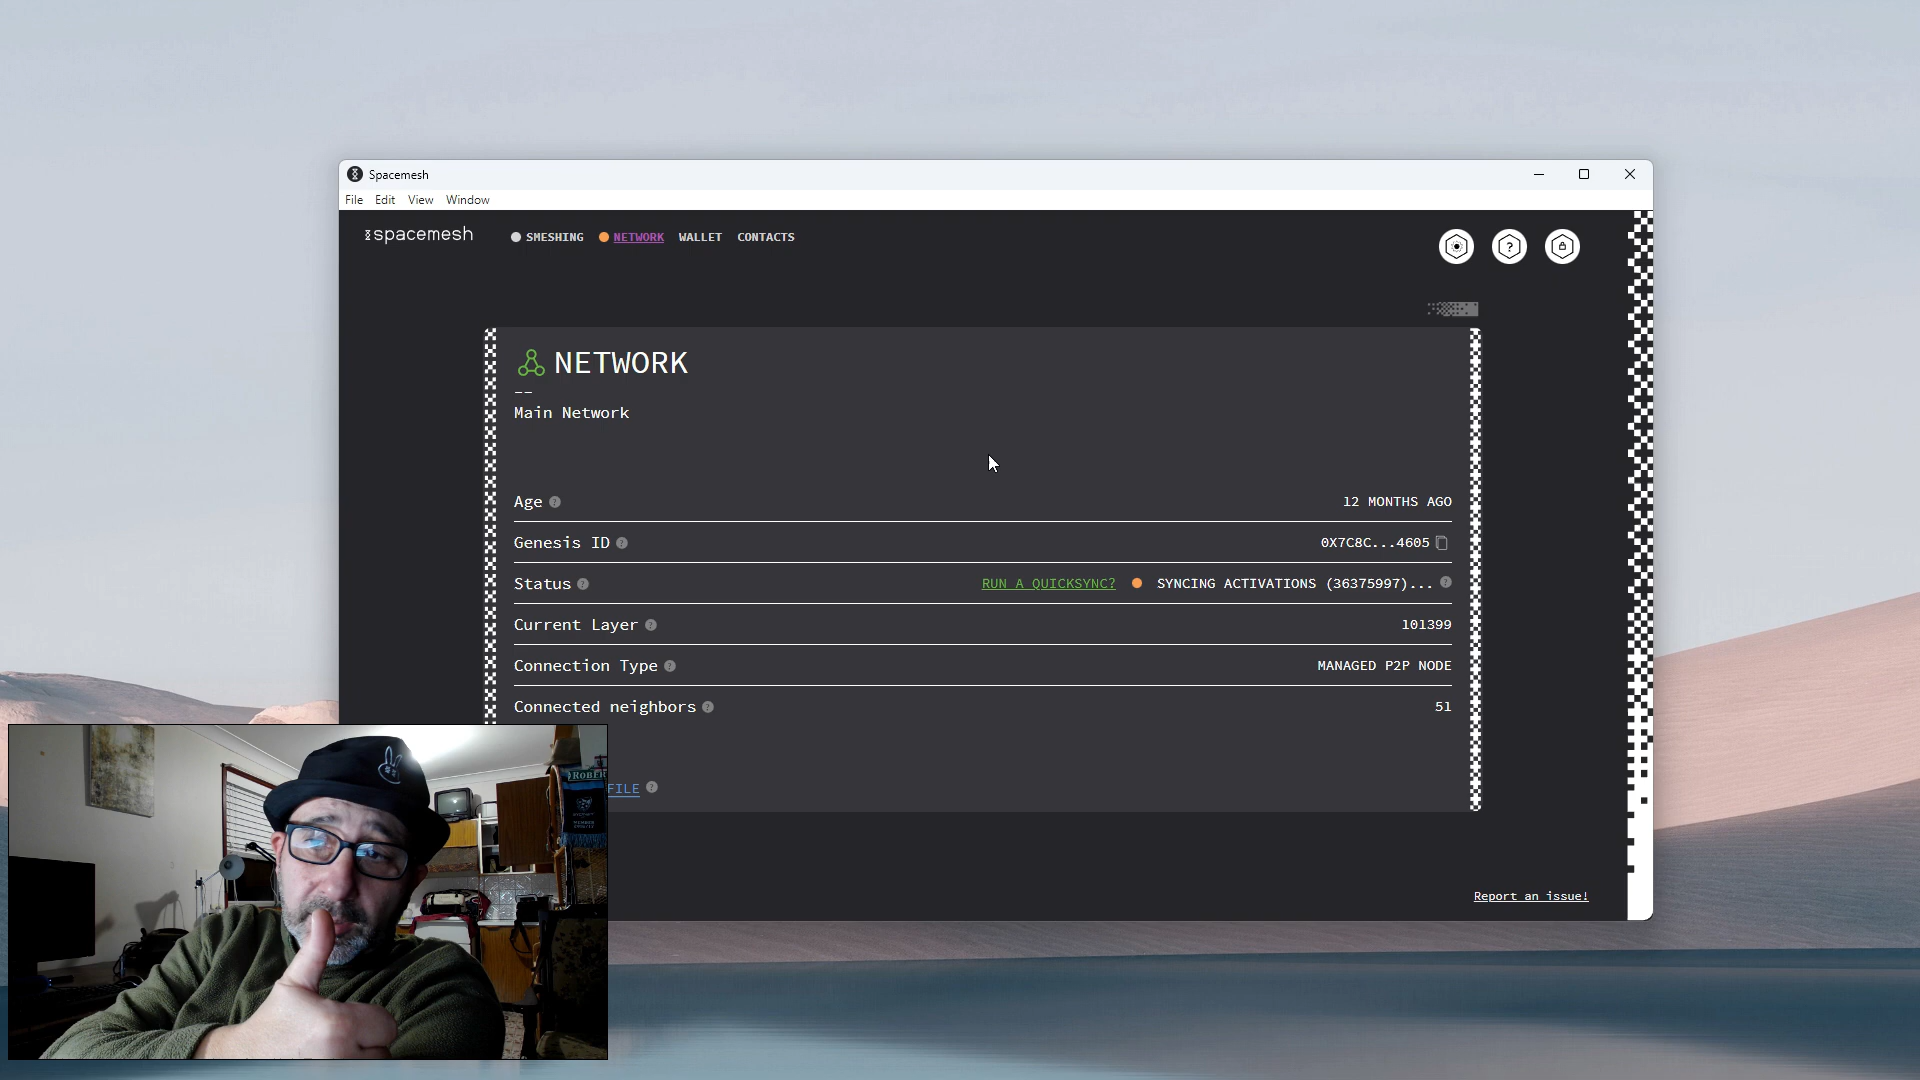 Spacemesh
File Edit View Window
spacemesh
SMESHING NETWORK WALLET CONTACTS
?
NETWORK
--
Main Network
Age ? 12 MONTHS AGO
Genesis ID ? 0X7C8C...4605
Status ? RUN A QUICKSYNC? SYNCING ACTIVATIONS (36375997)... ?
Current Layer ? 101399
Connection Type ? MANAGED P2P NODE
Connected neighbors ? 51
FILE ?
Report an issue!